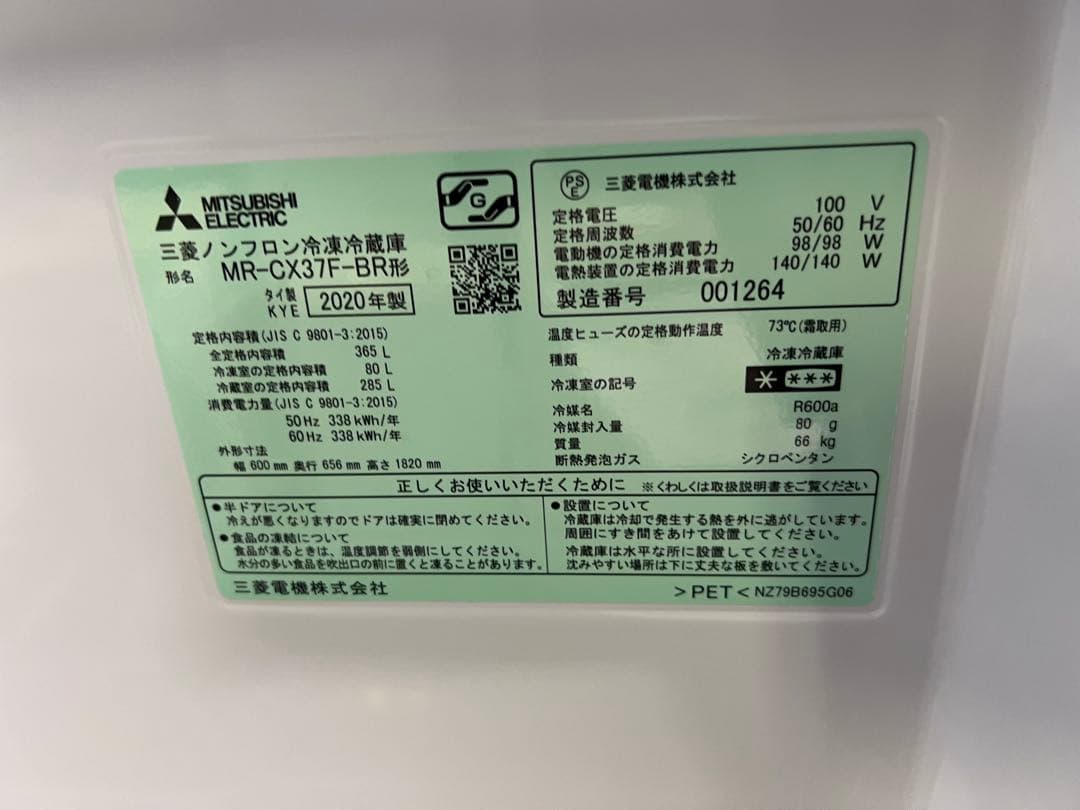 MITSUBISHI
ELECTRIC
三菱ノンフロン冷凍冷蔵庫
形名 MR-CX37F-BR形
タイ製
KYE 2020年製
G
定格内容積(JIS C 9801-3:2015)
全定格内容積 365 L
冷凍室の定格内容積 80 L
冷蔵室の定格内容積 285 L
消費電力量(JIS C 9801-3:2015)
50Hz 338kWh/年
60Hz 338kWh/年
外形寸法
幅 600mm 奥行 656mm 高さ 1820mm
PS
E 三菱電機株式会社
定格電圧 100 V
定格周波数 50/60 Hz
電動機の定格消費電力 98/98 W
電熱装置の定格消費電力 140/140 W
製造番号 001264
温度ヒューズの定格動作温度 73℃(霜取用)
種類 冷凍冷蔵庫
冷凍室の記号 * ***
冷媒名 R600a
冷媒封入量 80 g
質量 66 kg
断熱発泡ガス シクロペンタン
正しくお使いいただくために ※くわしくは取扱説明書をご覧ください
●半ドアについて
冷えが悪くなりますのでドアは確実に閉めてください。
●食品の凍結について
食品が凍るときは、温度調節を弱側にしてください。
水分の多い食品を吹出口の前に置くと凍ることがあります。
●設置について
冷蔵庫は冷却で発生する熱を外に逃がしています。
周囲にすき間をあけて設置してください。
冷蔵庫は水平な所に設置してください。
沈みやすい場所は下に丈夫な板を敷いてください。
三菱電機株式会社
>PET< NZ79B695G06